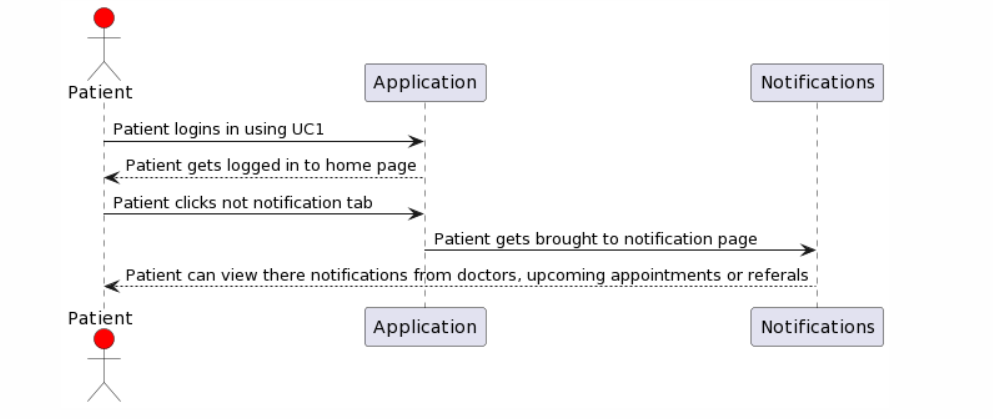 Patient
Application
Notifications
Patient logins in using UC1
Patient gets logged in to home page
Patient clicks not notification tab
Patient gets brought to notification page
Patient can view there notifications from doctors, upcoming appointments or referals
Patient
Application
Notifications